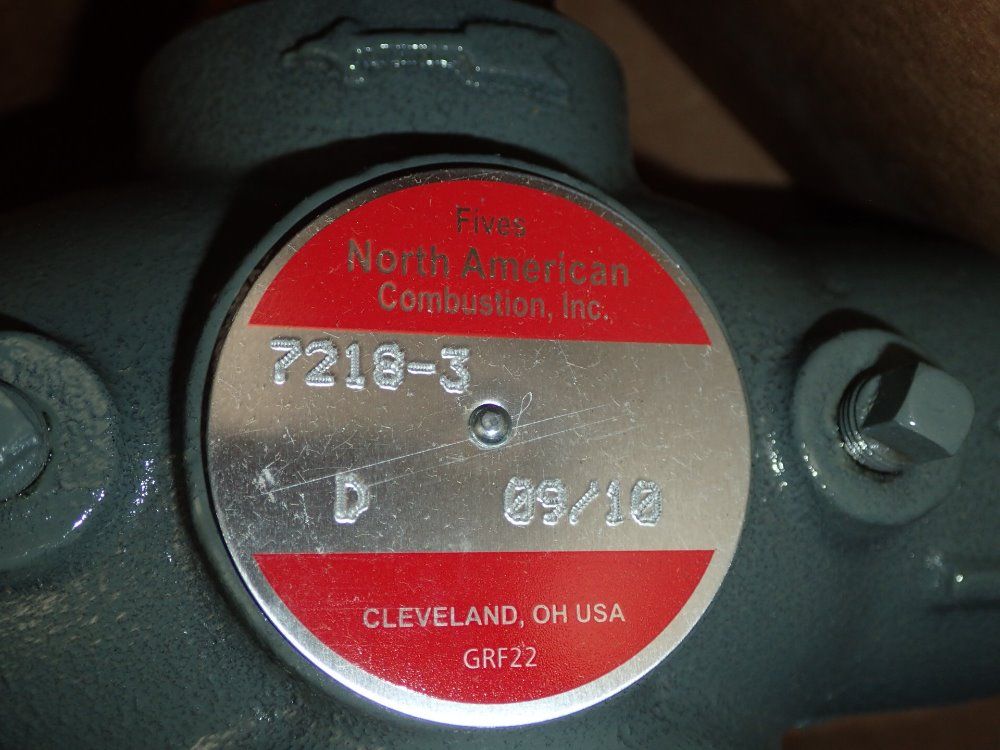 Fives
North American
Combustion, Inc.
7218-3
D 09/10
CLEVELAND, OH USA
GRF22